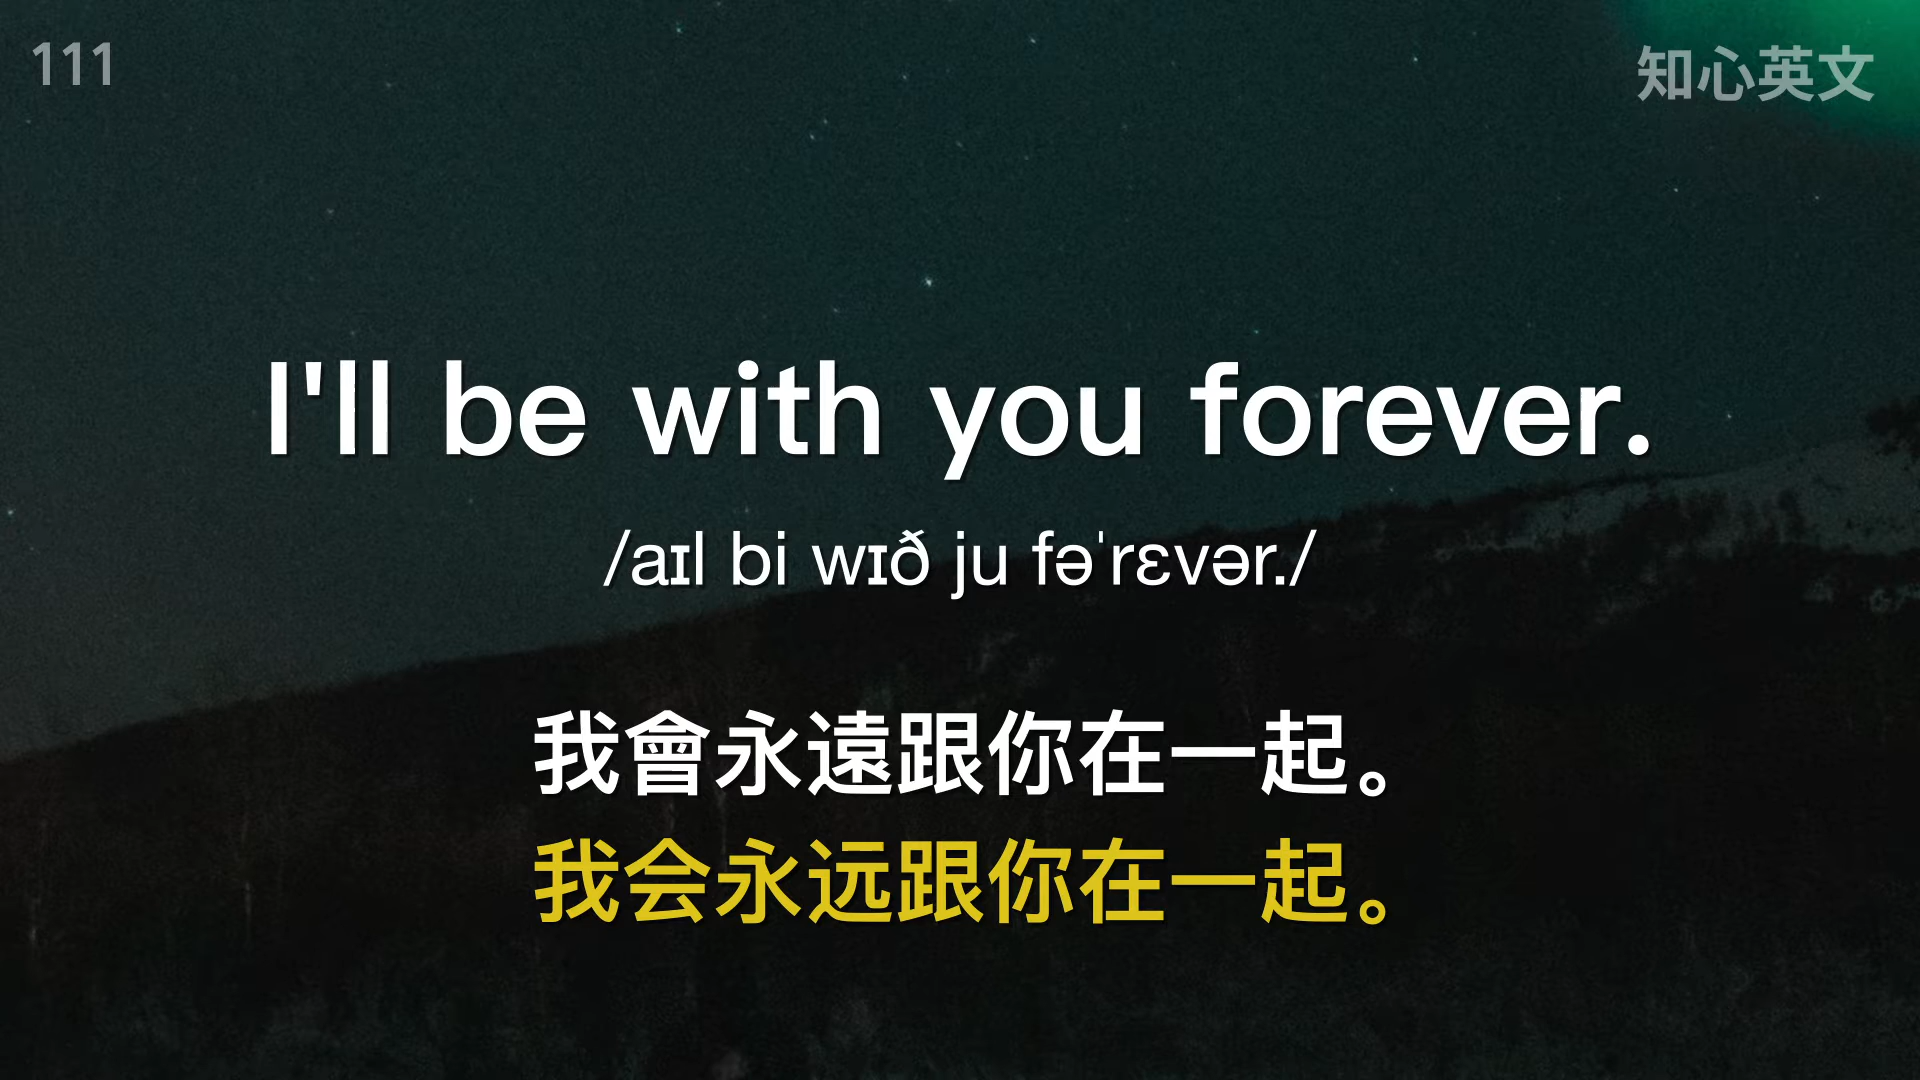 111
知心英文
I'll be with you forever.
/aɪl bi wɪð ju fəˈrɛvər./
我會永遠跟你在一起。
我会永远跟你在一起。